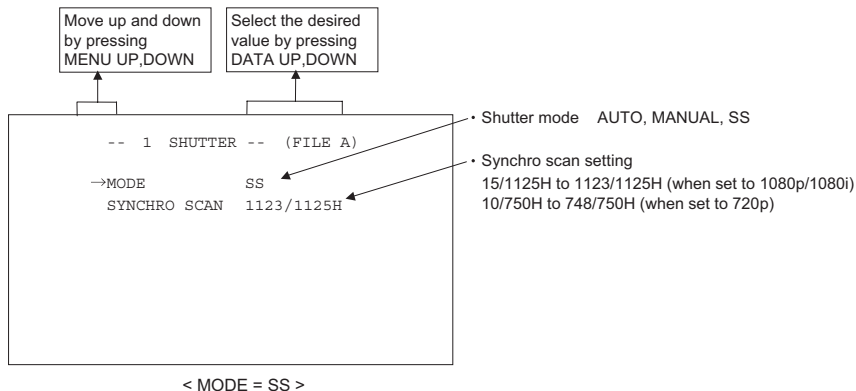 Move up and down
by pressing
MENU UP,DOWN
Select the desired
value by pressing
DATA UP,DOWN
-- 1 SHUTTER -- (FILE A)
→MODE SS
SYNCHRO SCAN 1123/1125H
・Shutter mode AUTO, MANUAL, SS
・Synchro scan setting
15/1125H to 1123/1125H (when set to 1080p/1080i)
10/750H to 748/750H (when set to 720p)
< MODE = SS >